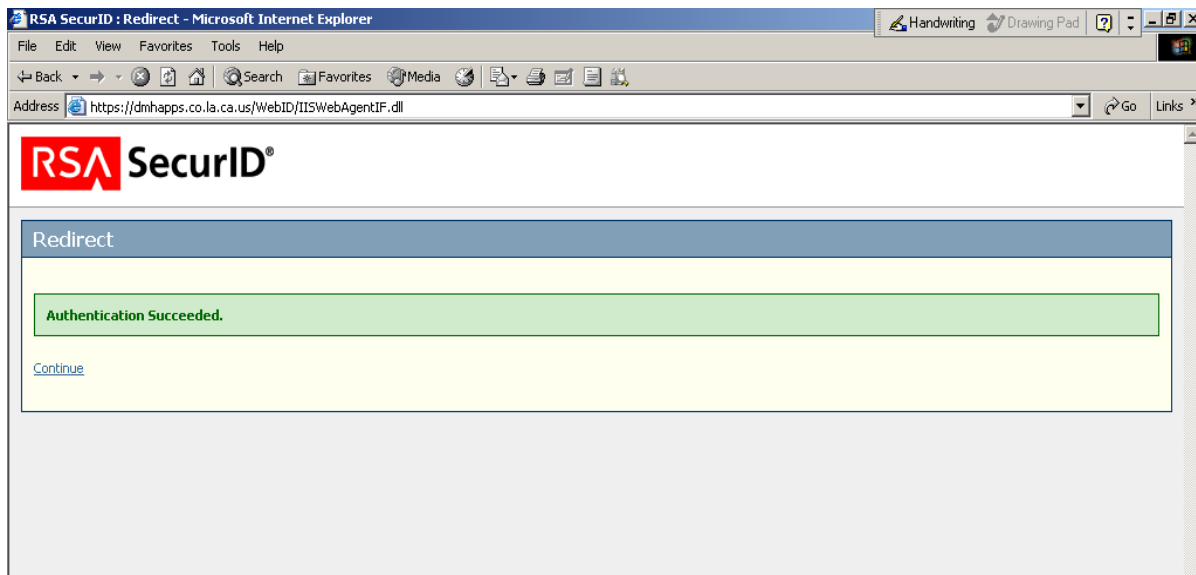 RSA SecurID : Redirect - Microsoft Internet Explorer
Handwriting Drawing Pad
File Edit View Favorites Tools Help
Back Search Favorites Media
Address https://dmhapps.co.la.ca.us/WebID/IISWebAgentIF.dll Go Links »
RSA SecurID®
Redirect
Authentication Succeeded.
Continue